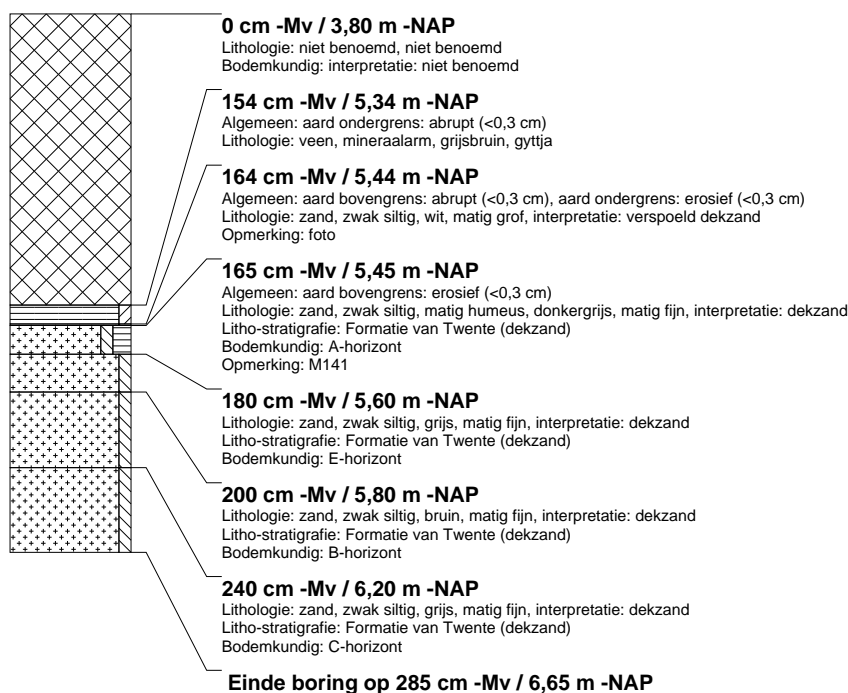 0 cm -Mv / 3,80 m -NAP
Lithologie: niet benoemd, niet benoemd
Bodemkundig: interpretatie: niet benoemd
154 cm -Mv / 5,34 m -NAP
Algemeen: aard ondergrens: abrupt (<0,3 cm)
Lithologie: veen, mineraalarm, grijsbruin, gyttja
164 cm -Mv / 5,44 m -NAP
Algemeen: aard bovengrens: abrupt (<0,3 cm), aard ondergrens: erosief (<0,3 cm)
Lithologie: zand, zwak siltig, wit, matig grof, interpretatie: verspoeld dekzand
Opmerking: foto
165 cm -Mv / 5,45 m -NAP
Algemeen: aard bovengrens: erosief (<0,3 cm)
Lithologie: zand, zwak siltig, matig humeus, donkergrijs, matig fijn, interpretatie: dekzand
Litho-stratigrafie: Formatie van Twente (dekzand)
Bodemkundig: A-horizont
Opmerking: M141
180 cm -Mv / 5,60 m -NAP
Lithologie: zand, zwak siltig, grijs, matig fijn, interpretatie: dekzand
Litho-stratigrafie: Formatie van Twente (dekzand)
Bodemkundig: E-horizont
200 cm -Mv / 5,80 m -NAP
Lithologie: zand, zwak siltig, bruin, matig fijn, interpretatie: dekzand
Litho-stratigrafie: Formatie van Twente (dekzand)
Bodemkundig: B-horizont
240 cm -Mv / 6,20 m -NAP
Lithologie: zand, zwak siltig, grijs, matig fijn, interpretatie: dekzand
Litho-stratigrafie: Formatie van Twente (dekzand)
Bodemkundig: C-horizont
Einde boring op 285 cm -Mv / 6,65 m -NAP